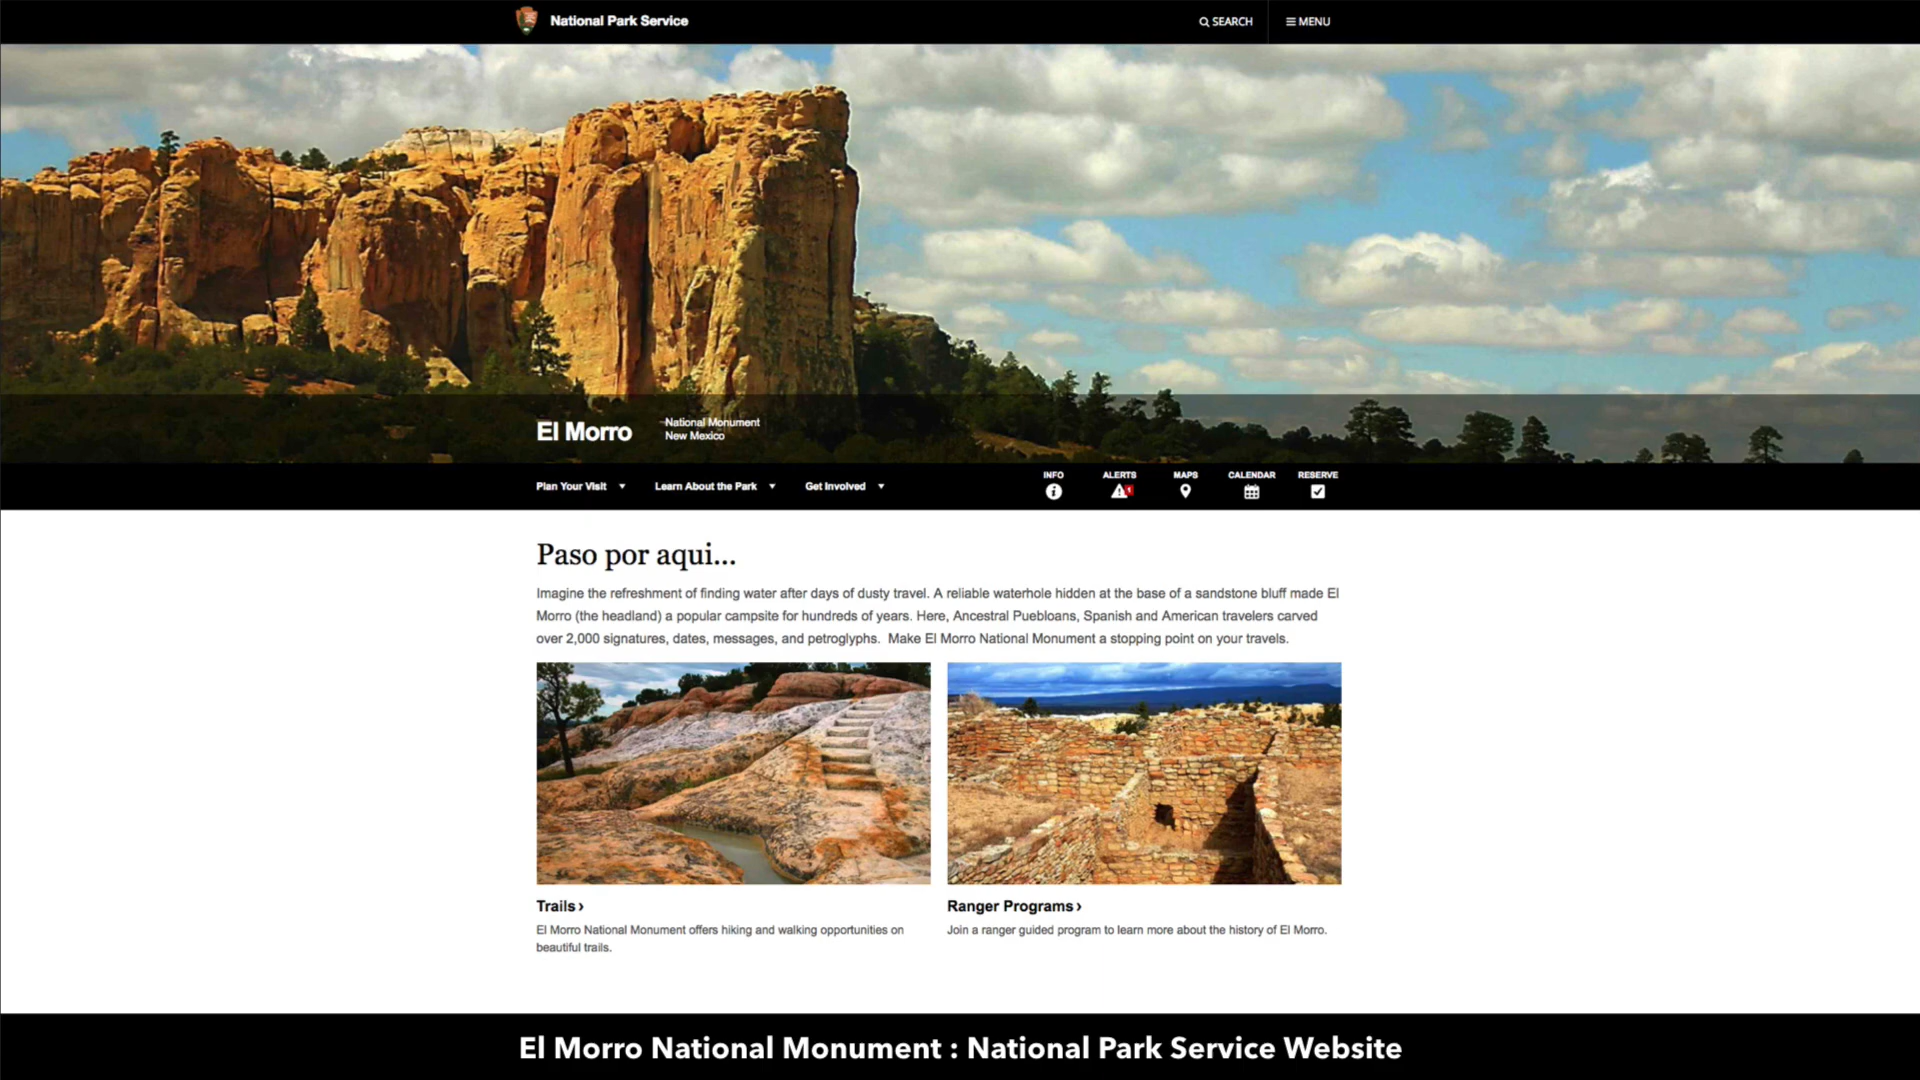 National Park Service
SEARCH
MENU
El Morro
National Monument
New Mexico
Plan Your Visit
Learn About the Park
Get Involved
INFO
ALERTS
1
MAPS
CALENDAR
RESERVE
Paso por aqui...
Imagine the refreshment of finding water after days of dusty travel. A reliable waterhole hidden at the base of a sandstone bluff made El
Morro (the headland) a popular campsite for hundreds of years. Here, Ancestral Puebloans, Spanish and American travelers carved
over 2,000 signatures, dates, messages, and petroglyphs. Make El Morro National Monument a stopping point on your travels.
Trails ›
El Morro National Monument offers hiking and walking opportunities on
beautiful trails.
Ranger Programs ›
Join a ranger guided program to learn more about the history of El Morro.
El Morro National Monument : National Park Service Website